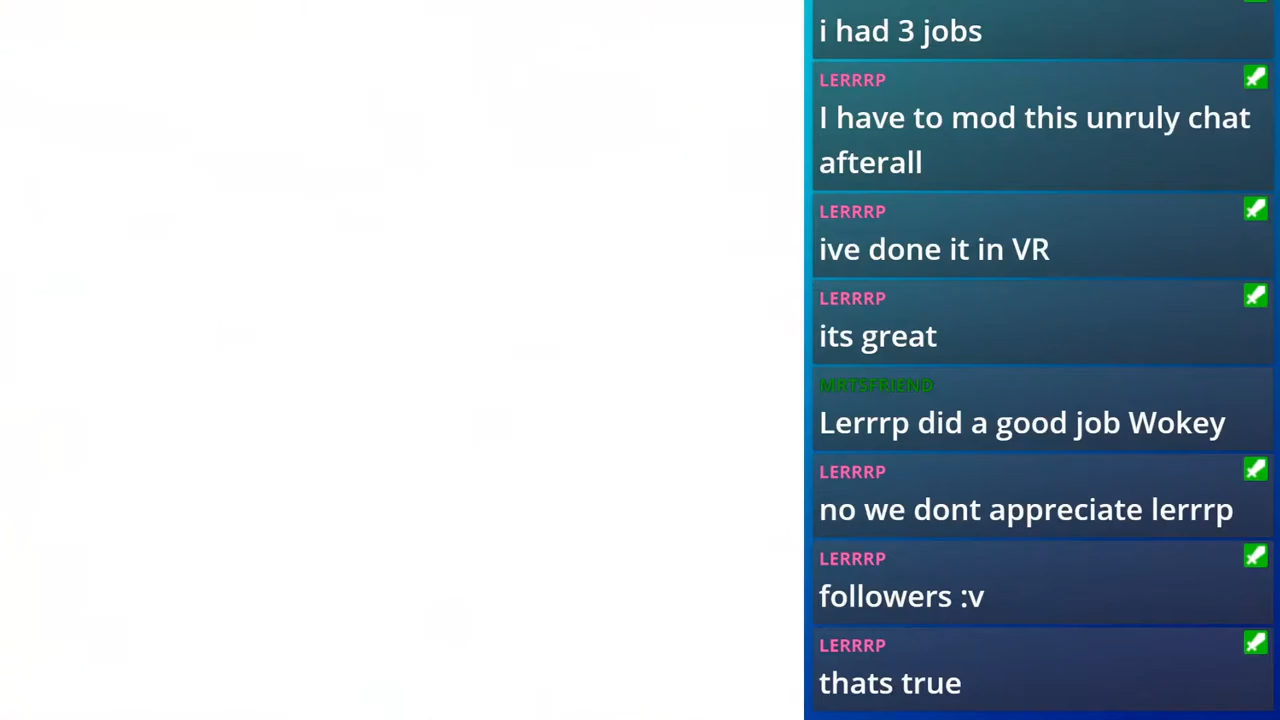 i had 3 jobs
LERRRP
I have to mod this unruly chat
afterall
LERRRP
ive done it in VR
LERRRP
its great
MRTSFRIEND
Lerrrp did a good job Wokey
LERRRP
no we dont appreciate lerrrp
LERRRP
followers :v
LERRRP
thats true